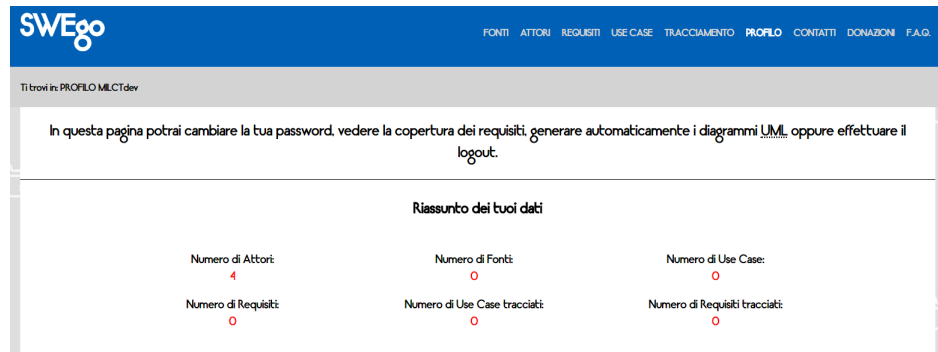 SWEgo
FONTI ATTORI REQUISITI USE CASE TRACCIAMENTO PROFILO CONTATTI DONAZIONI F.A.Q.
Ti trovi in: PROFILO MILCTdev
In questa pagina potrai cambiare la tua password, vedere la copertura dei requisiti, generare automaticamente i diagrammi UML oppure effettuare il
logout.
Riassunto dei tuoi dati
Numero di Attori: Numero di Fonti: Numero di Use Case:
4 0 0
Numero di Requisiti: Numero di Use Case tracciati: Numero di Requisiti tracciati:
0 0 0